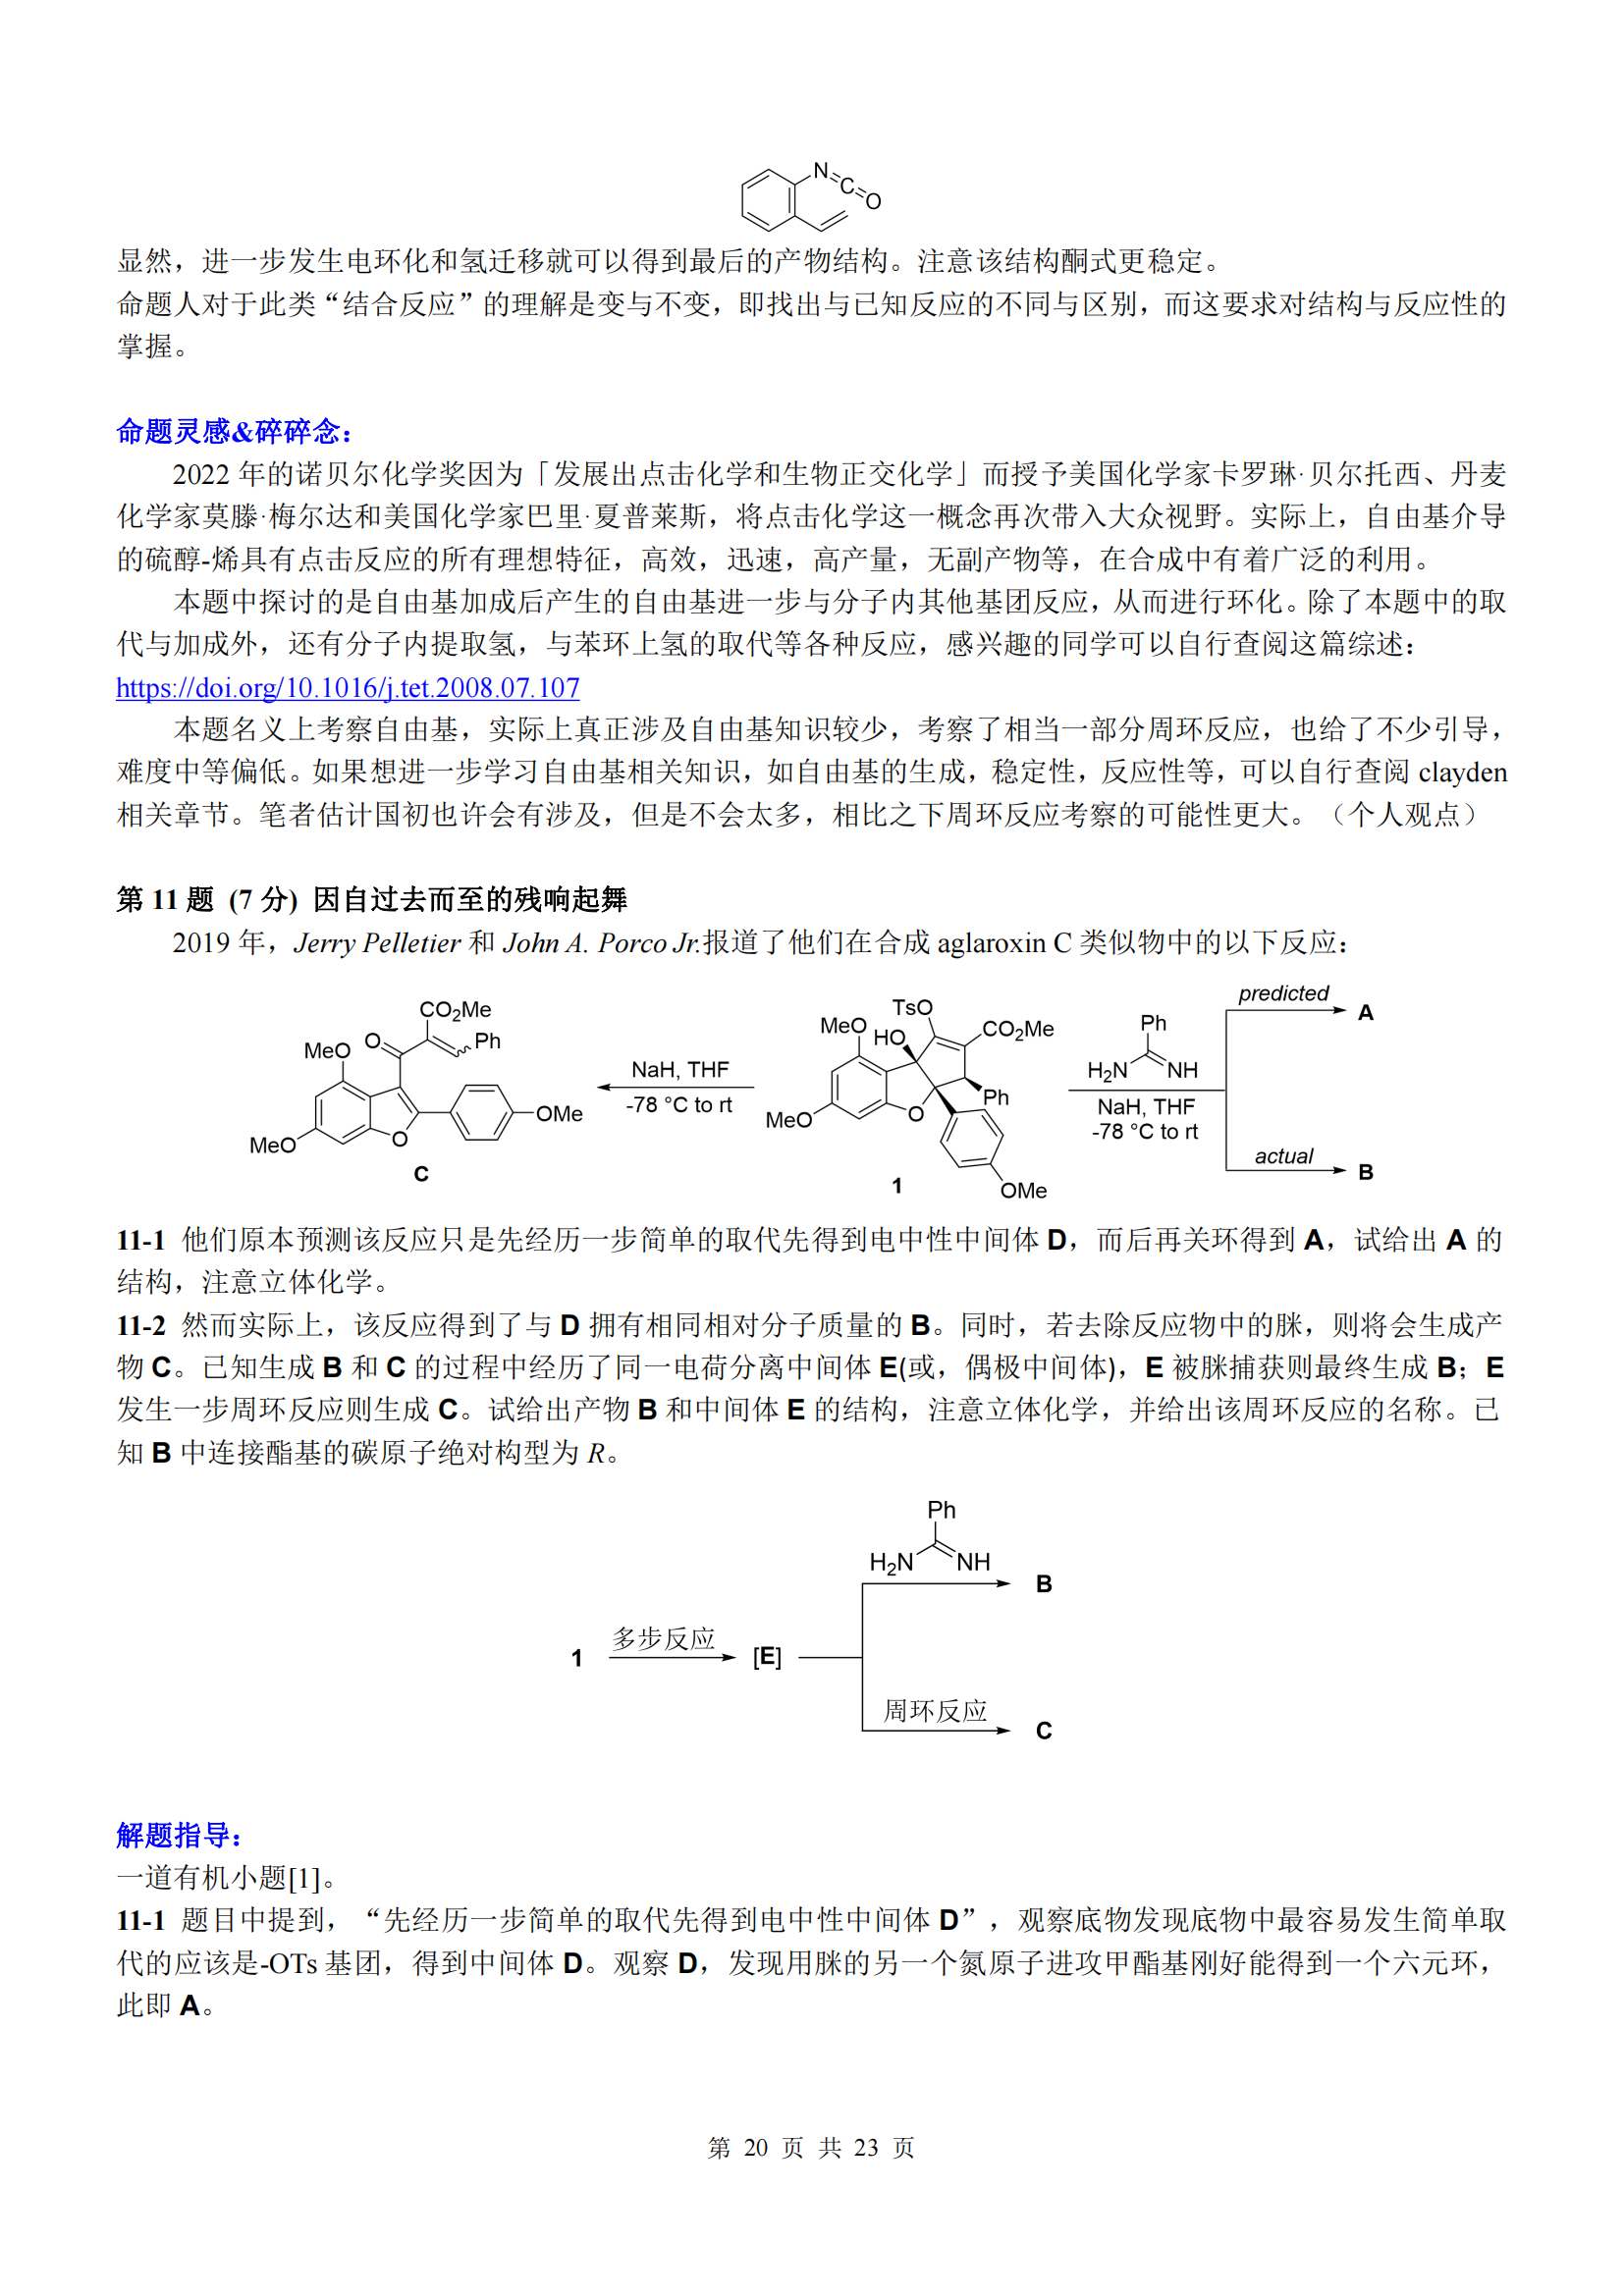 N
C
O
显然，进一步发生电环化和氢迁移就可以得到最后的产物结构。注意该结构酮式更稳定。
命题人对于此类“结合反应”的理解是变与不变，即找出与已知反应的不同与区别，而这要求对结构与反应性的
掌握。
命题灵感&碎碎念：
2022 年的诺贝尔化学奖因为「发展出点击化学和生物正交化学」而授予美国化学家卡罗琳·贝尔托西、丹麦
化学家莫滕·梅尔达和美国化学家巴里·夏普莱斯，将点击化学这一概念再次带入大众视野。实际上，自由基介导
的硫醇-烯具有点击反应的所有理想特征，高效，迅速，高产量，无副产物等，在合成中有着广泛的利用。
本题中探讨的是自由基加成后产生的自由基进一步与分子内其他基团反应，从而进行环化。除了本题中的取
代与加成外，还有分子内提取氢，与苯环上氢的取代等各种反应，感兴趣的同学可以自行查阅这篇综述：
https://doi.org/10.1016/j.tet.2008.07.107
本题名义上考察自由基，实际上真正涉及自由基知识较少，考察了相当一部分周环反应，也给了不少引导，
难度中等偏低。如果想进一步学习自由基相关知识，如自由基的生成，稳定性，反应性等，可以自行查阅 clayden
相关章节。笔者估计国初也许会有涉及，但是不会太多，相比之下周环反应考察的可能性更大。（个人观点）
第 11 题 (7 分) 因自过去而至的残响起舞
2019 年，Jerry Pelletier 和 John A. Porco Jr.报道了他们在合成 aglaroxin C 类似物中的以下反应：
CO2Me
O
Ph
MeO
MeO
O
OMe
C
NaH, THF
-78 °C to rt
TsO
MeO
HO
CO2Me
Ph
MeO
O
OMe
1
Ph
H2N
NH
NaH, THF
-78 °C to rt
predicted
A
actual
B
11-1 他们原本预测该反应只是先经历一步简单的取代先得到电中性中间体 D，而后再关环得到 A，试给出 A 的
结构，注意立体化学。
11-2 然而实际上，该反应得到了与 D 拥有相同相对分子质量的 B。同时，若去除反应物中的脒，则将会生成产
物 C。已知生成 B 和 C 的过程中经历了同一电荷分离中间体 E(或，偶极中间体)，E 被脒捕获则最终生成 B；E
发生一步周环反应则生成 C。试给出产物 B 和中间体 E 的结构，注意立体化学，并给出该周环反应的名称。已
知 B 中连接酯基的碳原子绝对构型为 R。
Ph
H2N
NH
B
1
多步反应
[E]
周环反应
C
解题指导：
一道有机小题[1]。
11-1 题目中提到，“先经历一步简单的取代先得到电中性中间体 D”，观察底物发现底物中最容易发生简单取
代的应该是-OTs 基团，得到中间体 D。观察 D，发现用脒的另一个氮原子进攻甲酯基刚好能得到一个六元环，
此即 A。
第 20 页 共 23 页